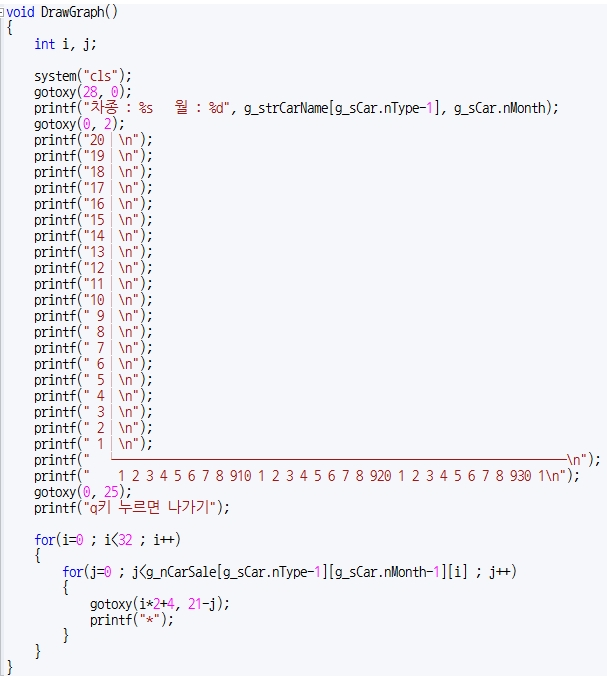 void DrawGraph()
{
    int i, j;

    system("cls");
    gotoxy(28, 0);
    printf("차종 : %s   월 : %d", g_strCarName[g_sCar.nType-1], g_sCar.nMonth);
    gotoxy(0, 2);
    printf("20│\n");
    printf("19│\n");
    printf("18│\n");
    printf("17│\n");
    printf("16│\n");
    printf("15│\n");
    printf("14│\n");
    printf("13│\n");
    printf("12│\n");
    printf("11│\n");
    printf("10│\n");
    printf(" 9│\n");
    printf(" 8│\n");
    printf(" 7│\n");
    printf(" 6│\n");
    printf(" 5│\n");
    printf(" 4│\n");
    printf(" 3│\n");
    printf(" 2│\n");
    printf(" 1│\n");
    printf("  └────────────────────────────────\n");
    printf("    1 2 3 4 5 6 7 8 910 1 2 3 4 5 6 7 8 920 1 2 3 4 5 6 7 8 930 1\n");
    gotoxy(0, 25);
    printf("q키 누르면 나가기");

    for(i=0 ; i<32 ; i++)
    {
        for(j=0 ; j<g_nCarSale[g_sCar.nType-1][g_sCar.nMonth-1][i] ; j++)
        {
            gotoxy(i*2+4, 21-j);
            printf("*");
        }
    }
}